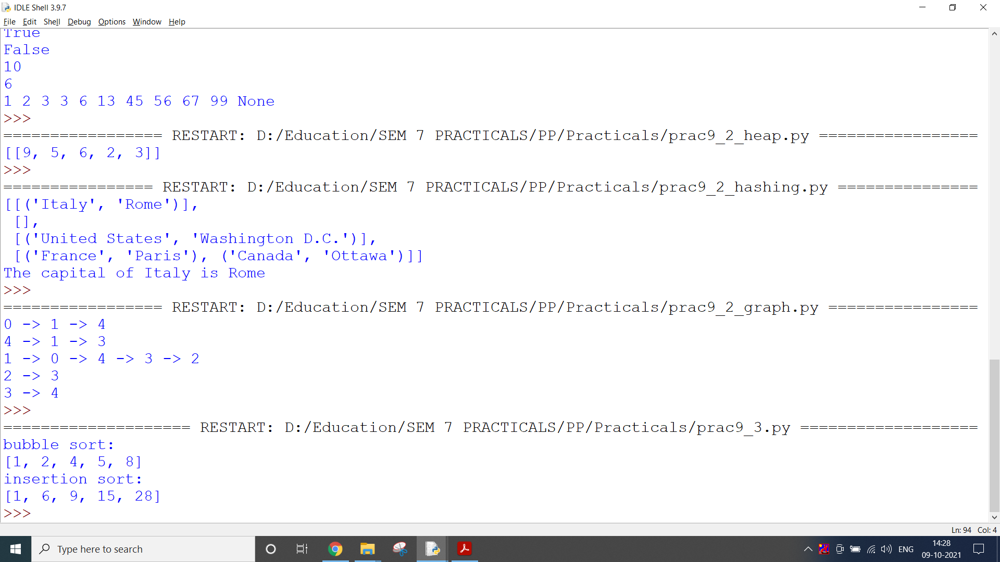 IDLE Shell 3.9.7
File Edit Shell Debug Options Window Help
True
False
10
6
1 2 3 3 6 13 45 56 67 99 None
>>>
================= RESTART: D:/Education/SEM 7 PRACTICALS/PP/Practicals/prac9_2_heap.py =================
[[9, 5, 6, 2, 3]]
>>>
================ RESTART: D:/Education/SEM 7 PRACTICALS/PP/Practicals/prac9_2_hashing.py ===============
[[('Italy', 'Rome')],
 [],
 [('United States', 'Washington D.C.')],
 [('France', 'Paris'), ('Canada', 'Ottawa')]]
The capital of Italy is Rome
>>>
================= RESTART: D:/Education/SEM 7 PRACTICALS/PP/Practicals/prac9_2_graph.py ================
0 -> 1 -> 4
4 -> 1 -> 3
1 -> 0 -> 4 -> 3 -> 2
2 -> 3
3 -> 4
>>>
==================== RESTART: D:/Education/SEM 7 PRACTICALS/PP/Practicals/prac9_3.py ===================
bubble sort:
[1, 2, 4, 5, 8]
insertion sort:
[1, 6, 9, 15, 28]
>>>
Ln: 94 Col: 4
Type here to search
ENG
14:28
09-10-2021